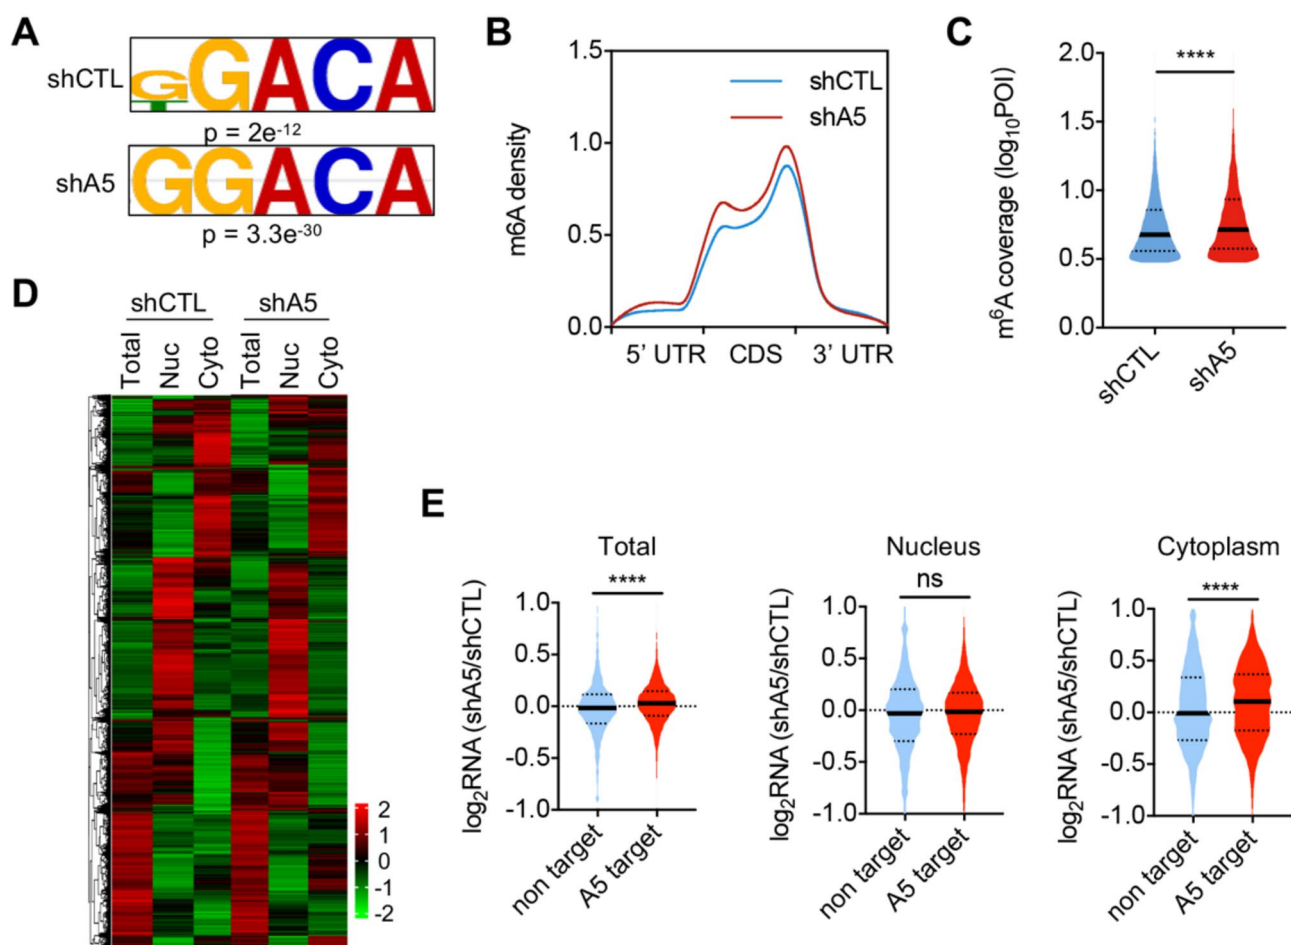 A
shCTL
GGACA
p = 2e-12
shA5
GGACA
p = 3.3e-30
B
m6A density
1.5
1.0
0.5
0.0
shCTL
shA5
5’ UTR CDS 3’ UTR
C
m6A coverage (log10POI)
2.0
1.5
1.0
0.5
0.0
****
shCTL
shA5
D
shCTL shA5
Total Nuc Cyto Total Nuc Cyto
2
1
0
-1
-2
E
Total
****
log2RNA (shA5/shCTL)
1.0
0.5
0.0
-0.5
-1.0
non target
A5 target
Nucleus
ns
log2RNA (shA5/shCTL)
1.0
0.5
0.0
-0.5
-1.0
non target
A5 target
Cytoplasm
****
log2RNA (shA5/shCTL)
1.0
0.5
0.0
-0.5
-1.0
non target
A5 target